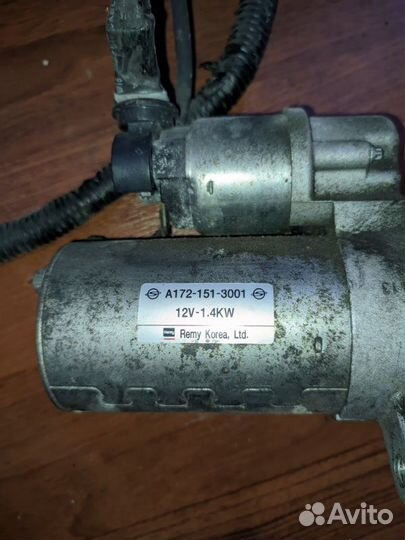 A172-151-3001
12V-1.4KW
Remy Korea, Ltd.
Avito